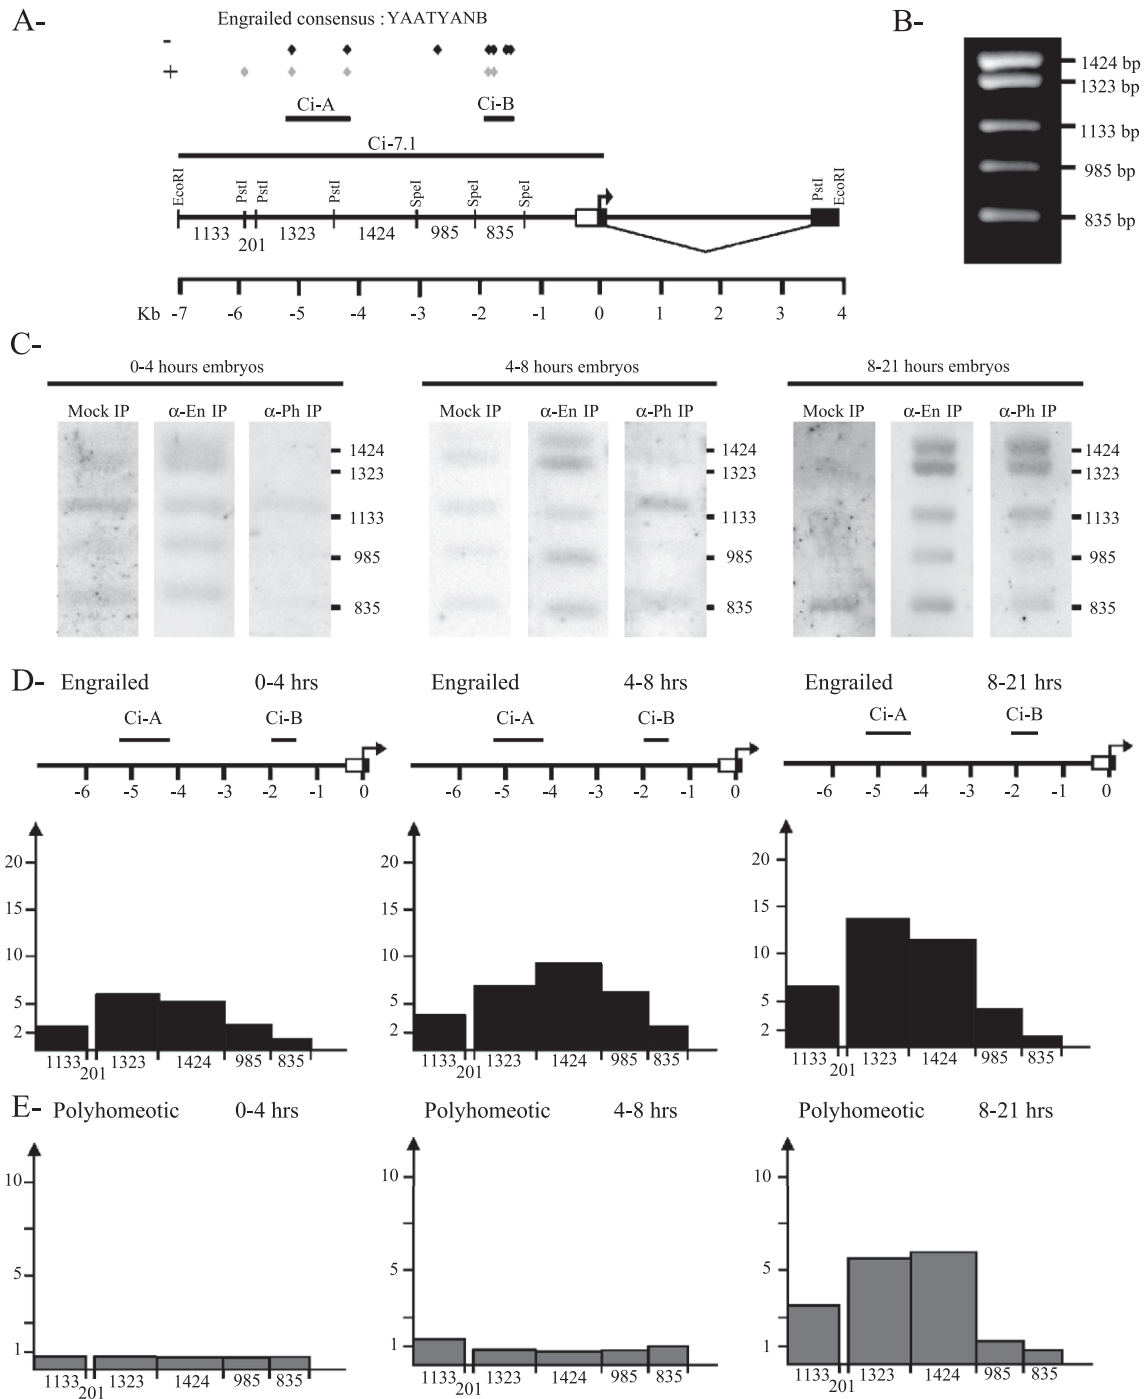 A-
Engrailed consensus : YAATYANB
-
+
Ci-A
Ci-B
Ci-7.1
EcoRI PstI PstI PstI SpeI SpeI SpeI PstI EcoRI
1133 201 1323 1424 985 835
Kb -7 -6 -5 -4 -3 -2 -1 0 1 2 3 4
B-
1424 bp
1323 bp
1133 bp
985 bp
835 bp
C-
0-4 hours embryos
Mock IP α-En IP α-Ph IP
1424
1323
1133
985
835
4-8 hours embryos
Mock IP α-En IP α-Ph IP
1424
1323
1133
985
835
8-21 hours embryos
Mock IP α-En IP α-Ph IP
1424
1323
1133
985
835
D-
Engrailed 0-4 hrs
Ci-A Ci-B
-6 -5 -4 -3 -2 -1 0
20
15
10
5
2
1133 201 1323 1424 985 835
Engrailed 4-8 hrs
Ci-A Ci-B
-6 -5 -4 -3 -2 -1 0
20
15
10
5
2
1133 201 1323 1424 985 835
Engrailed 8-21 hrs
Ci-A Ci-B
-6 -5 -4 -3 -2 -1 0
20
15
10
5
2
1133 201 1323 1424 985 835
E-
Polyhomeotic 0-4 hrs
10
5
1
1133 201 1323 1424 985 835
Polyhomeotic 4-8 hrs
10
5
1
1133 201 1323 1424 985 835
Polyhomeotic 8-21 hrs
10
5
1
1133 201 1323 1424 985 835